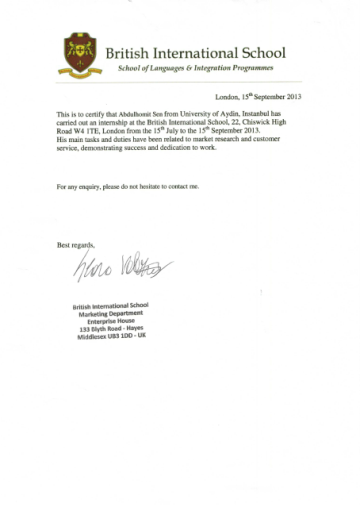 British International School
School of Languages & Integration Programmes
London, 15th September 2013
This is to certify that AbdulBomit Sen from University of Aydin, Instanbul has
carried out an internship at the British International School, 22, Chiswick High
Road W4 1TE, London from the 15th July to the 15th September 2013.
His main tasks and duties have been related to market research and customer
service, demonstrating success and dedication to work.
For any enquiry, please do not hesitate to contact me.
Best regards,
British International School
Marketing Department
Enterprise House
133 Blyth Road - Hayes
Middlesex UB3 1DD - UK